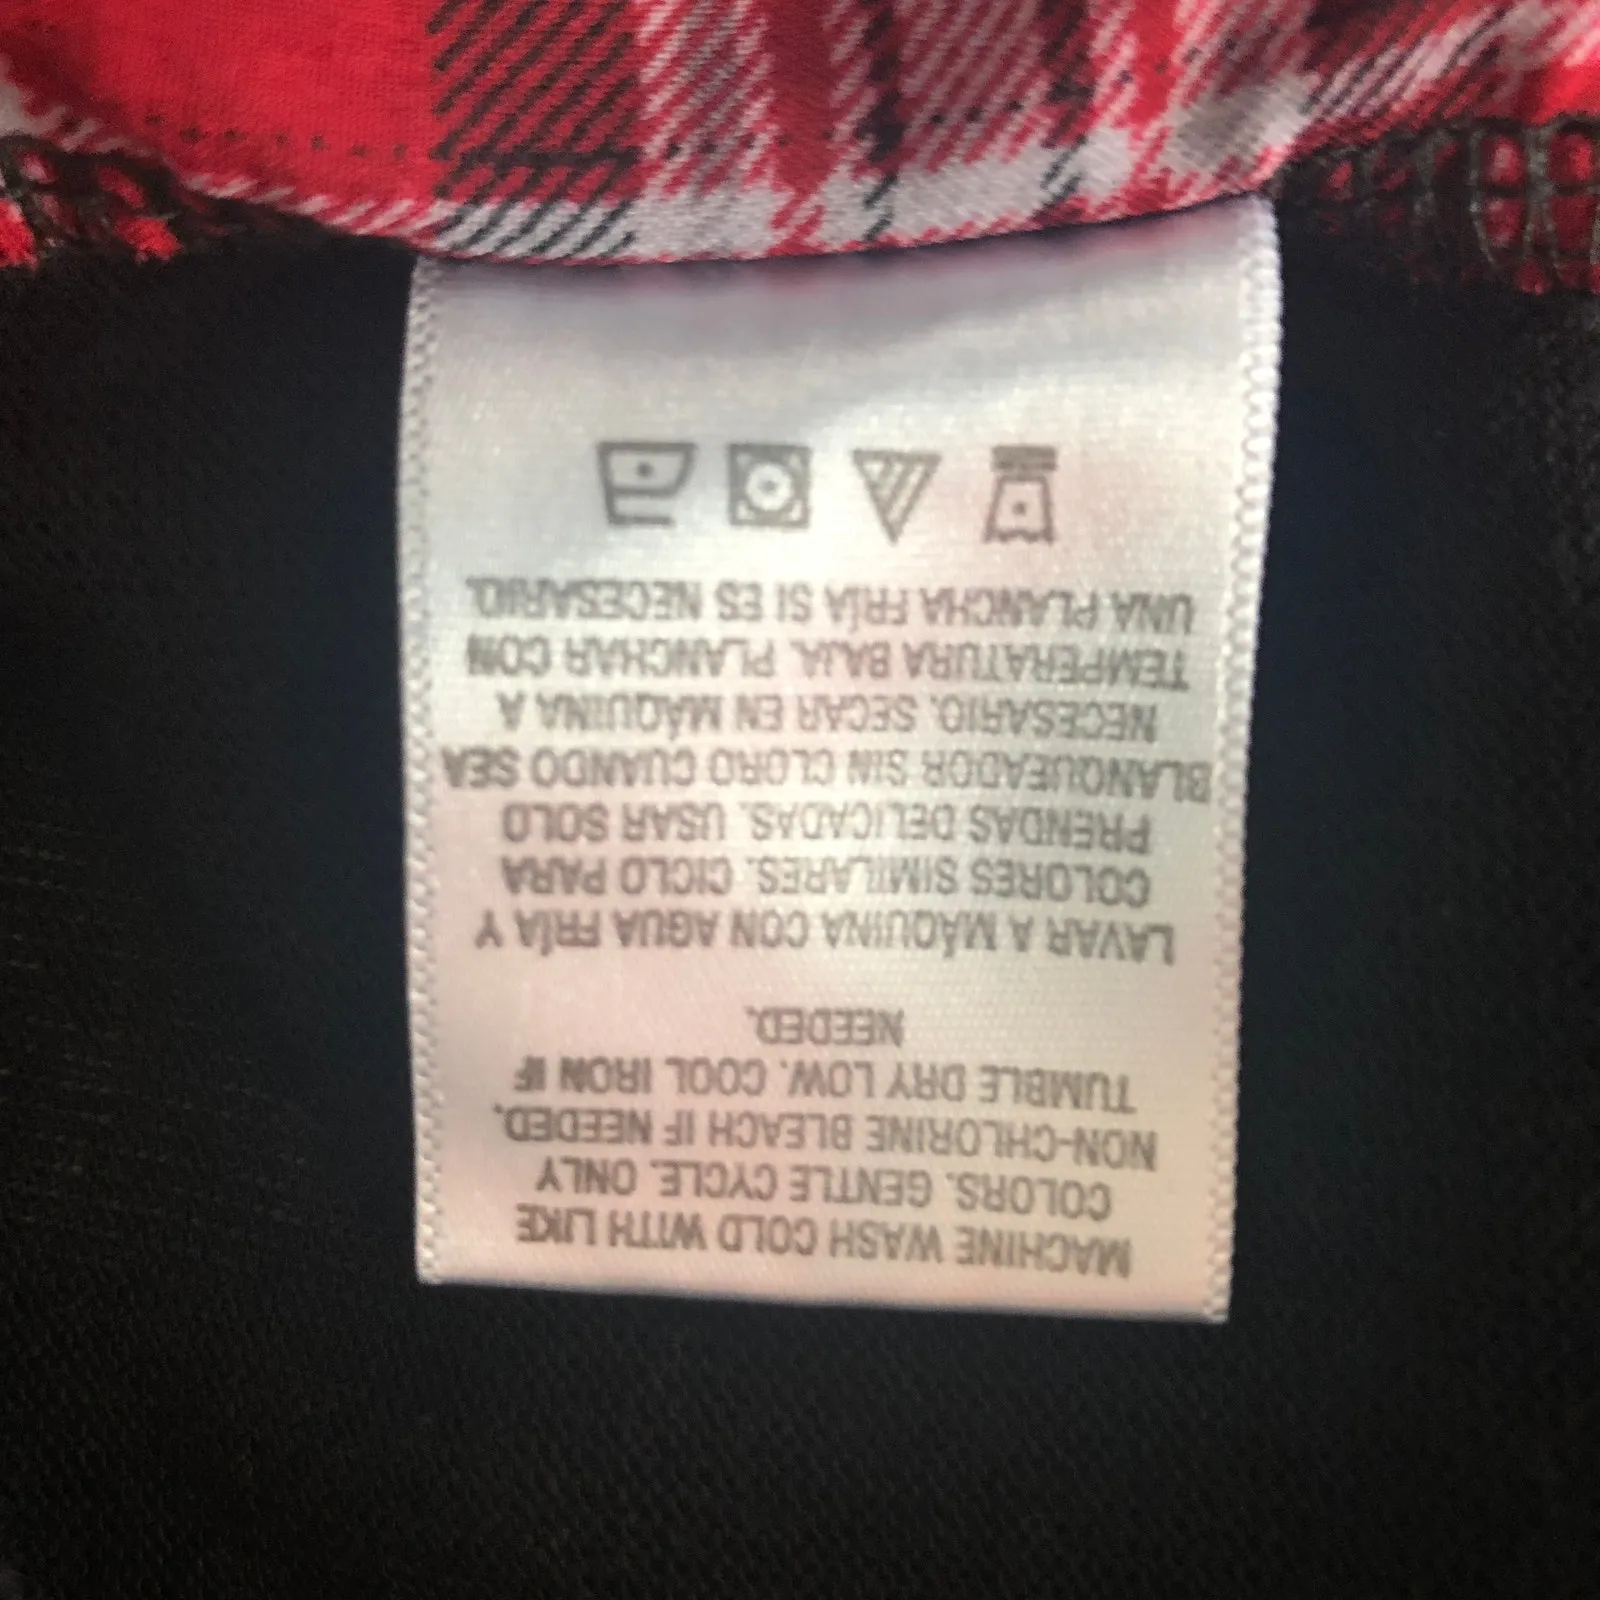 MACHINE WASH COLD WITH LIKE
COLORS. GENTLE CYCLE. ONLY
NON-CHLORINE BLEACH IF NEEDED.
TUMBLE DRY LOW. COOL IRON IF
NEEDED.
LAVAR A MÁQUINA CON AGUA FRÍA Y
COLORES SIMILARES. CICLO PARA
PRENDAS DELICADAS. USAR SOLO
BLANQUEADOR SIN CLORO CUANDO SEA
NECESARIO. SECAR EN MÁQUINA A
TEMPERATURA BAJA. PLANCHAR CON
UNA PLANCHA FRÍA SI ES NECESARIO.